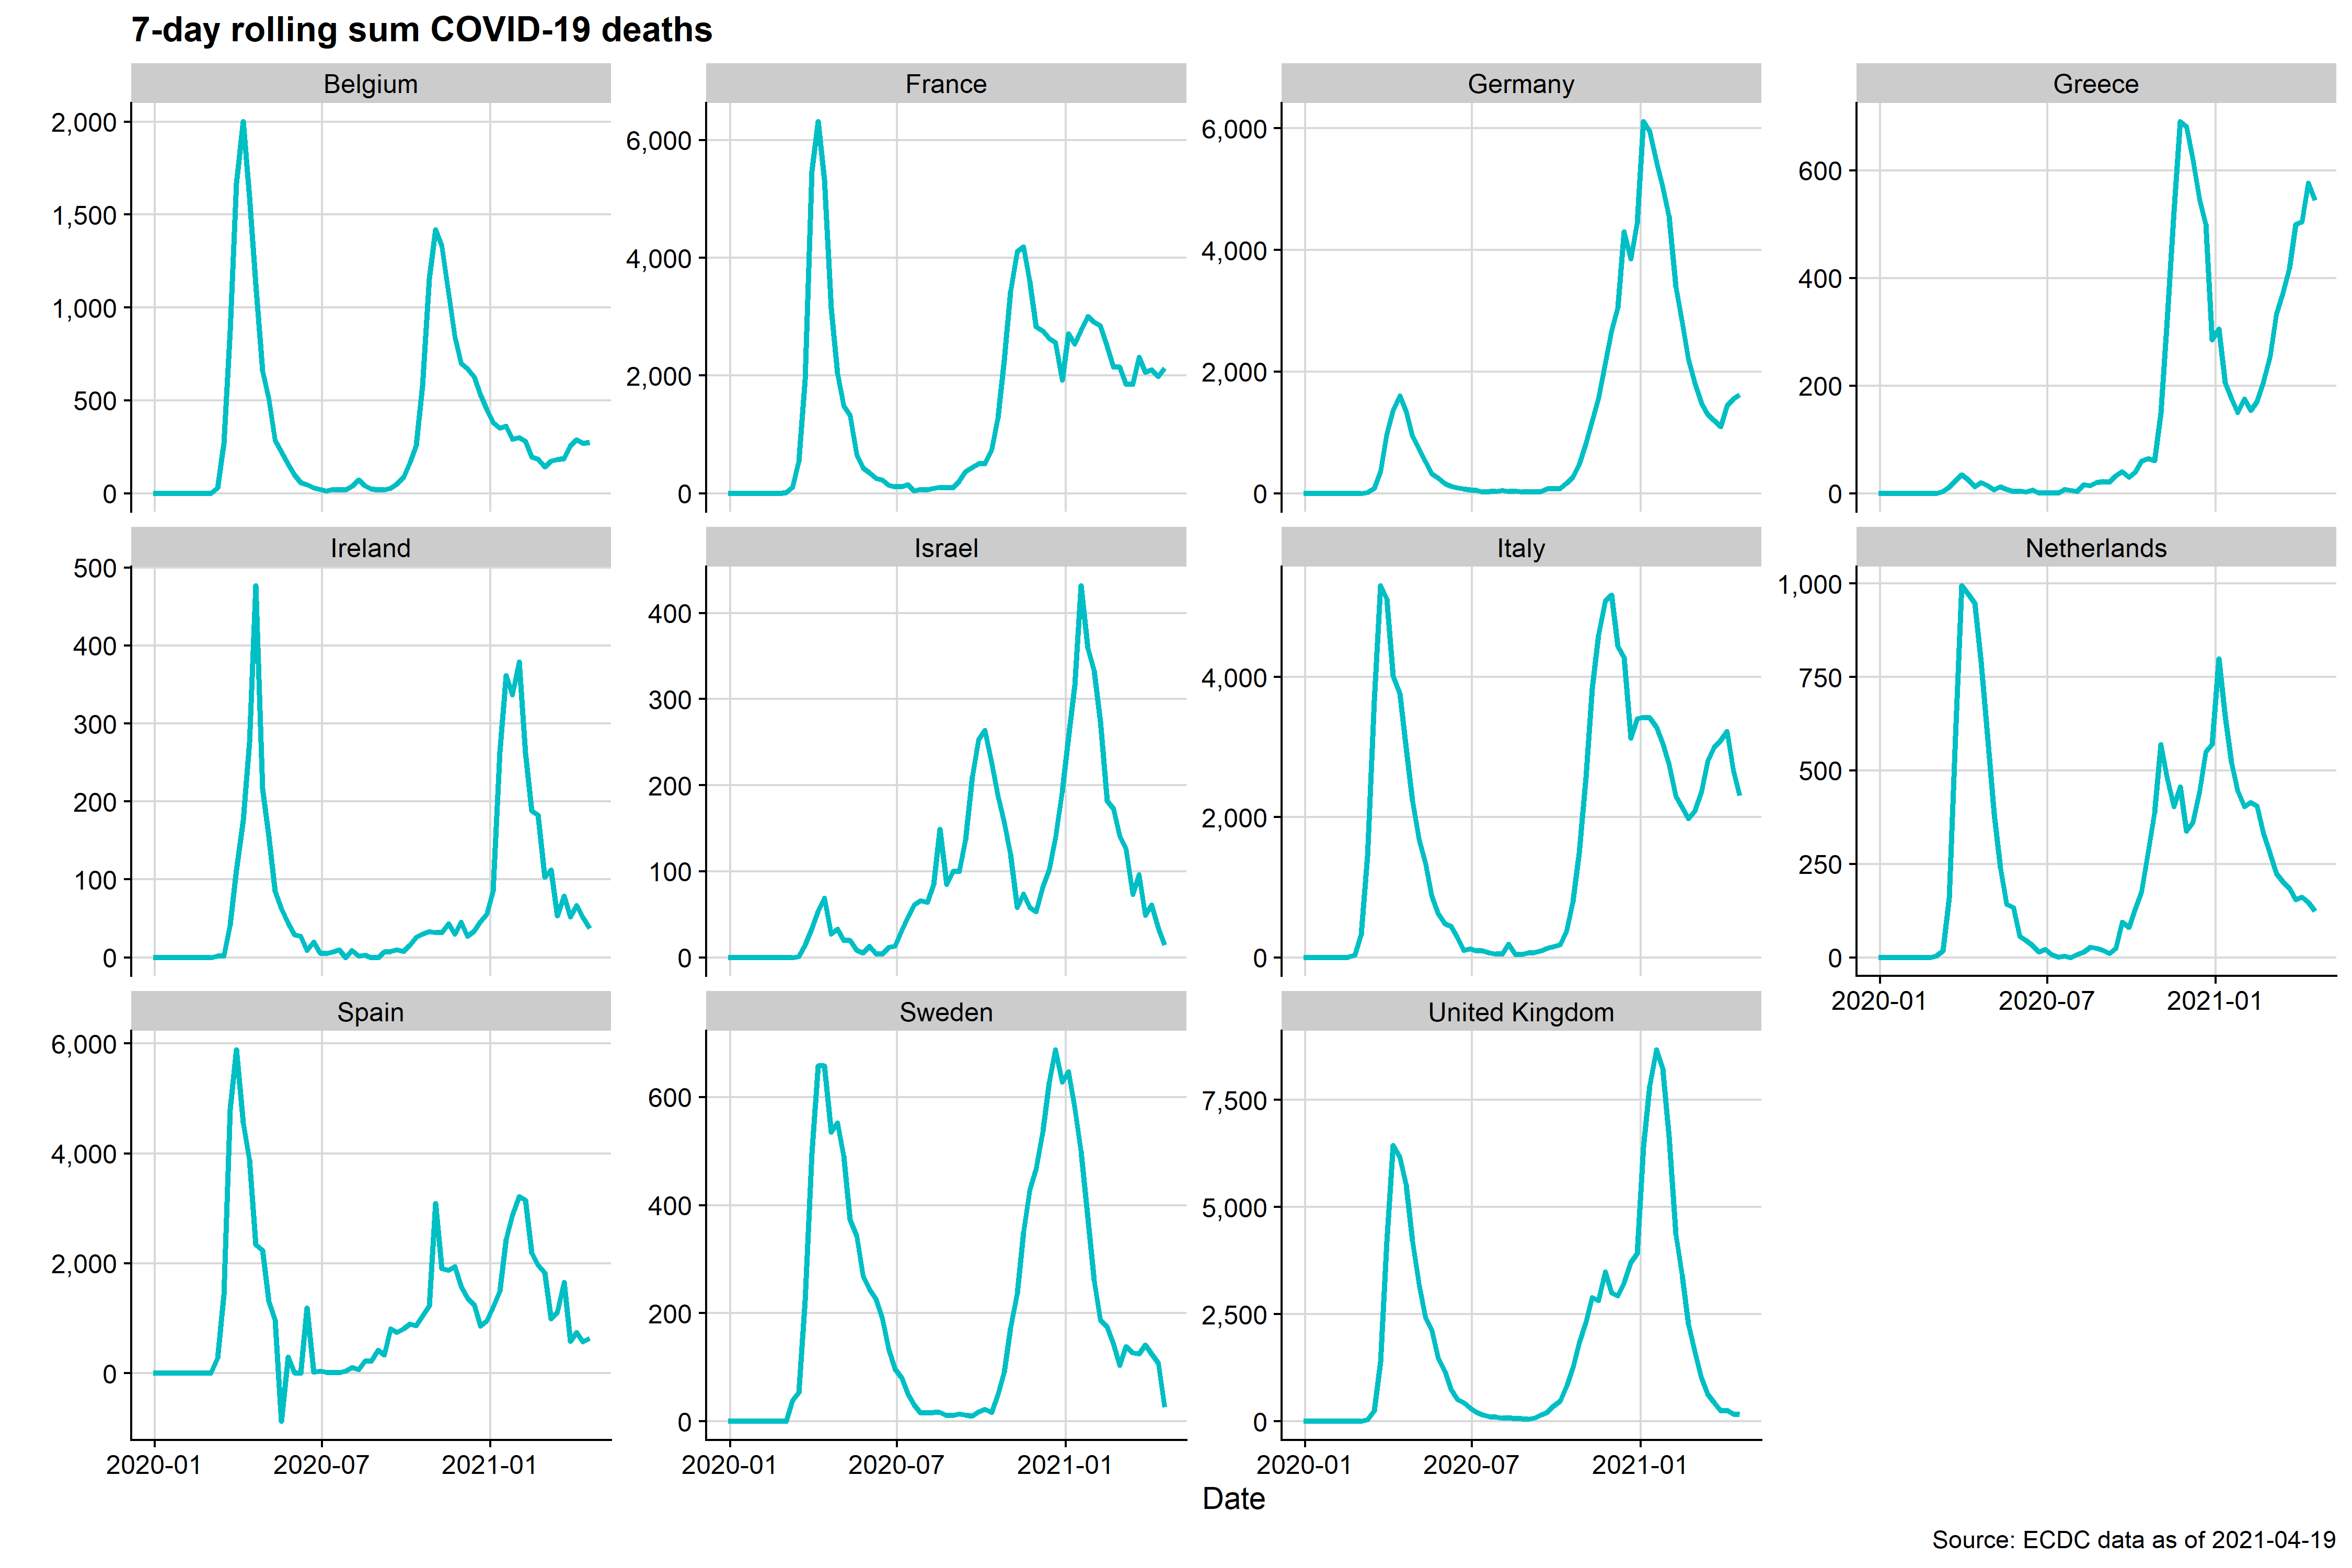 7-day rolling sum COVID-19 deaths
Belgium
2,000
1,500
1,000
500
0
France
6,000
4,000
2,000
0
Germany
6,000
4,000
2,000
0
Greece
600
400
200
0
Ireland
500
400
300
200
100
0
Israel
400
300
200
100
0
Italy
4,000
2,000
0
Netherlands
1,000
750
500
250
0
2020-01 2020-07 2021-01
Spain
6,000
4,000
2,000
0
2020-01 2020-07 2021-01
Sweden
600
400
200
0
2020-01 2020-07 2021-01
United Kingdom
7,500
5,000
2,500
0
2020-01 2020-07 2021-01
Date
Source: ECDC data as of 2021-04-19